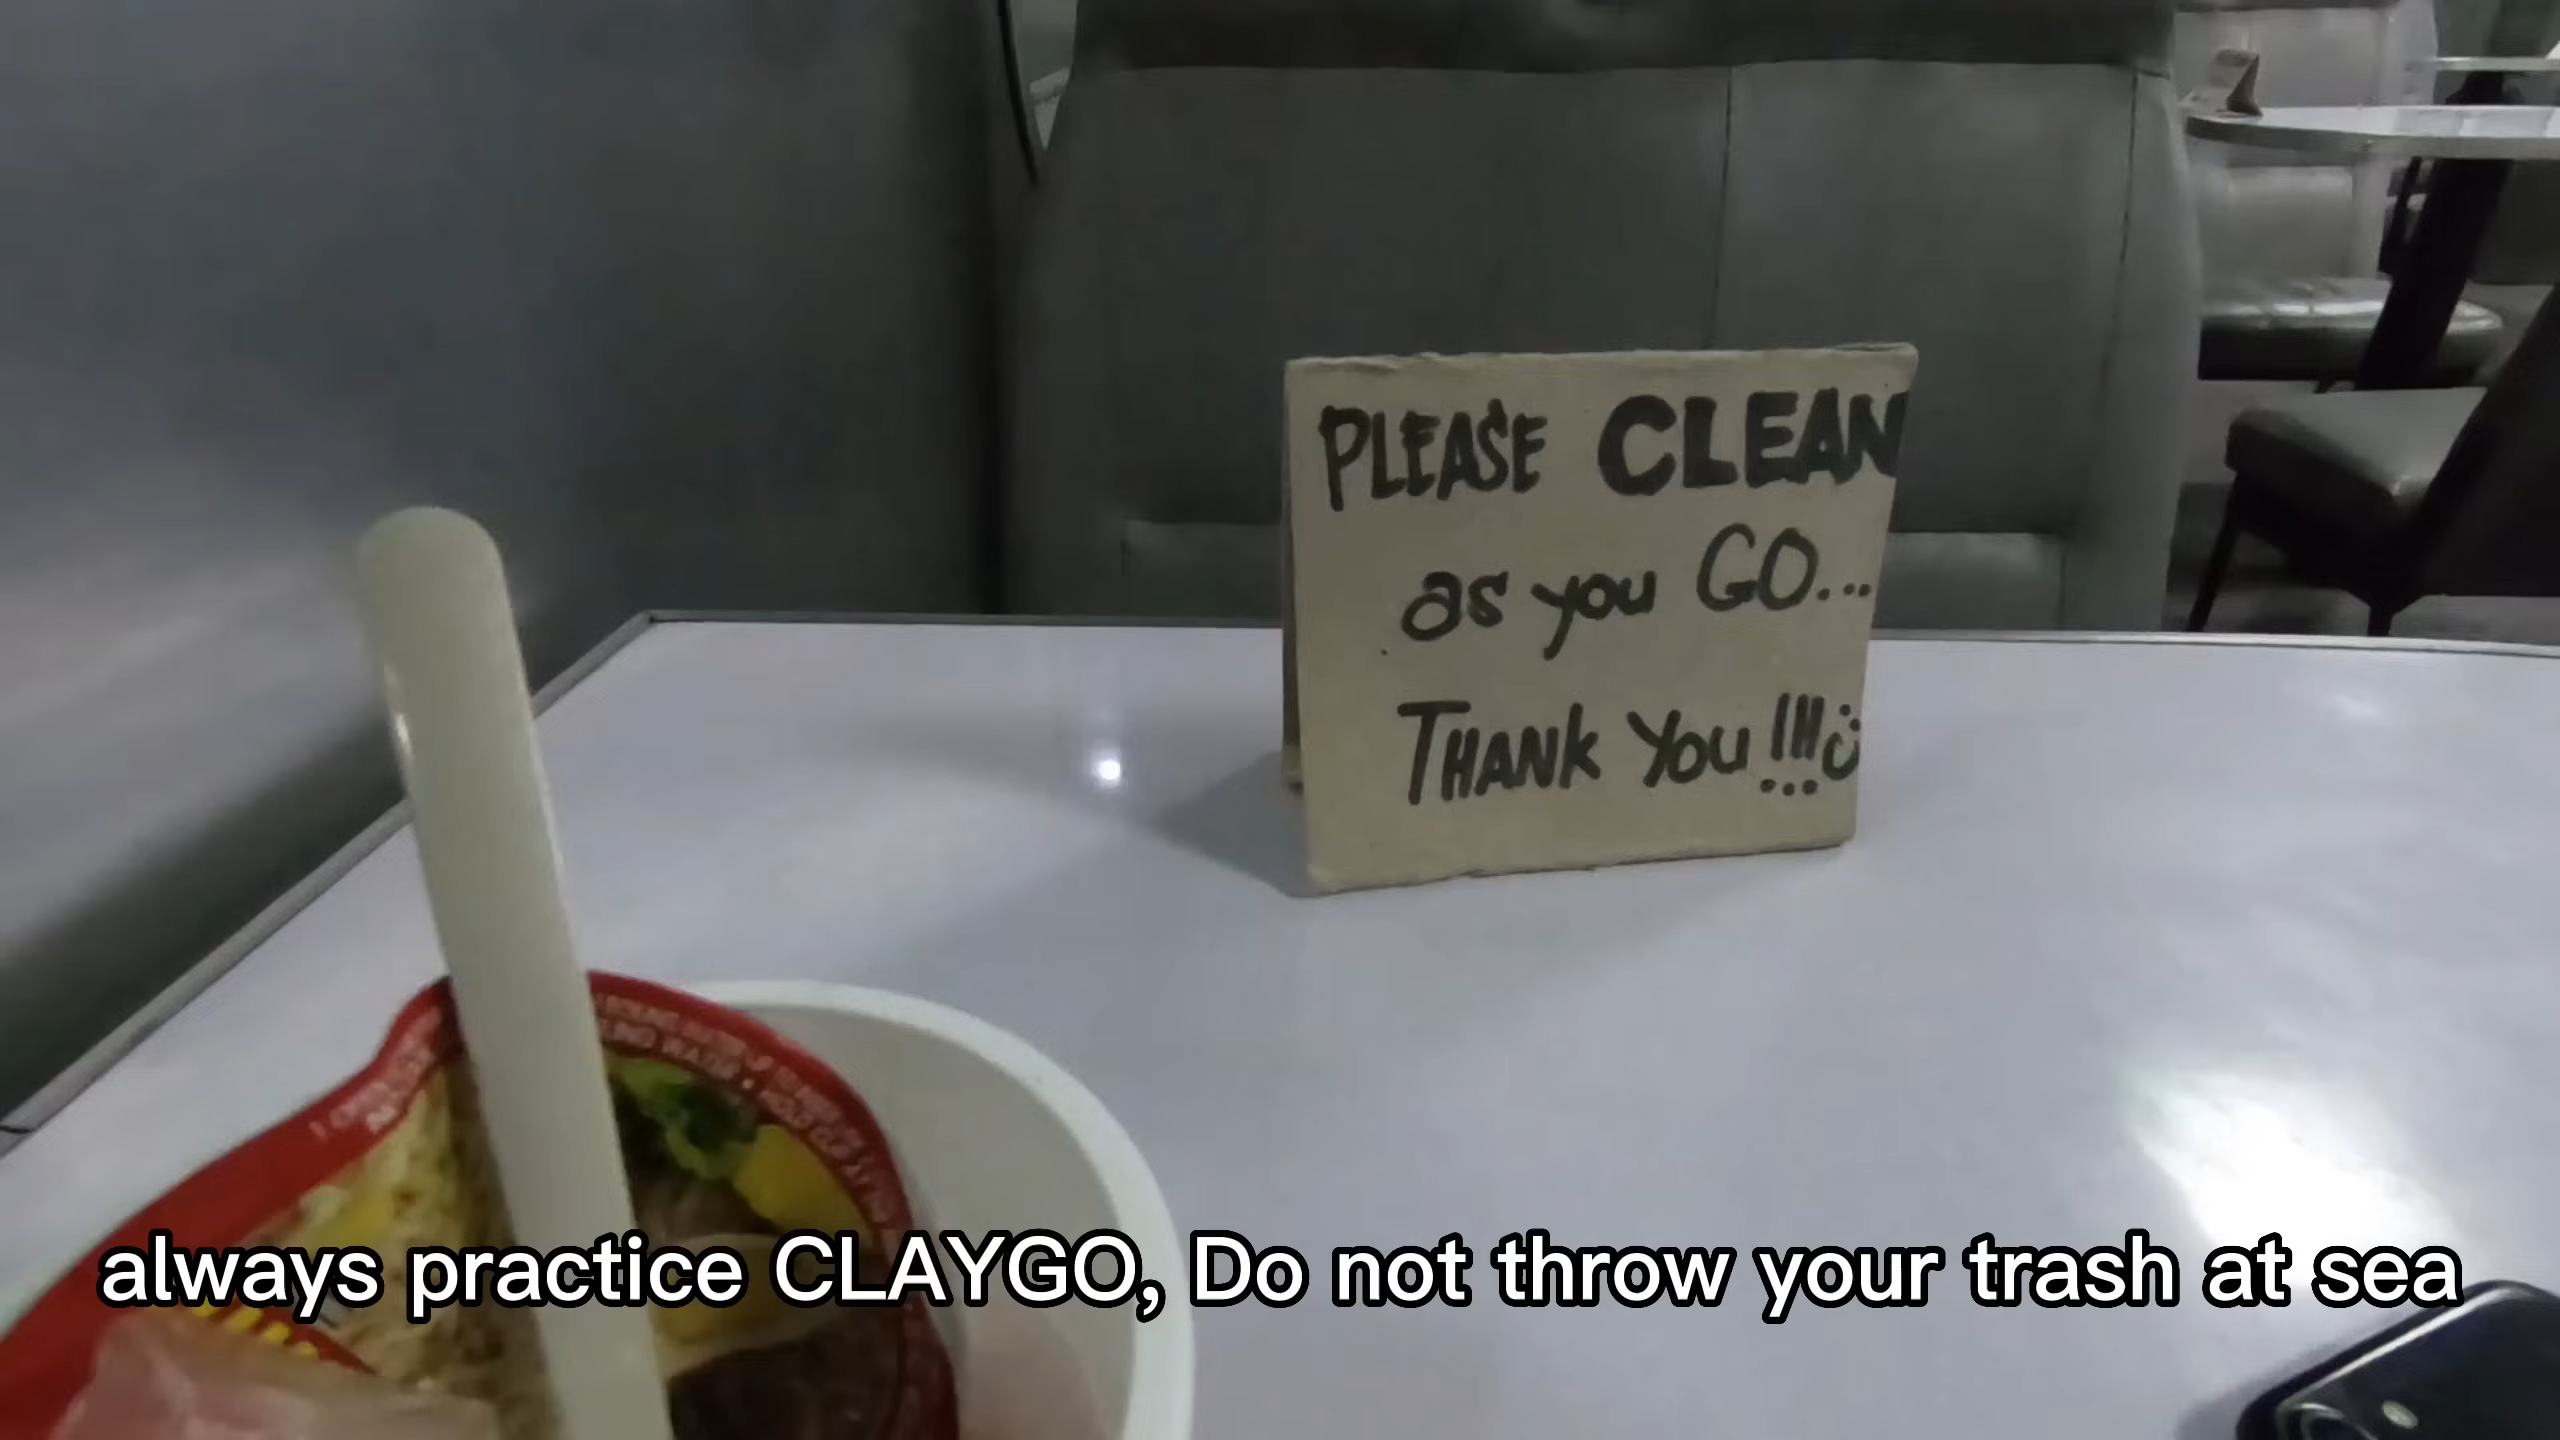 PLEASE CLEAN
as you GO...
THANK YOU !!!
always practice CLAYGO, Do not throw your trash at sea